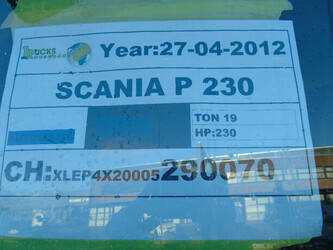 TRUCKS
Year:27-04-2012
SCANIA P 230
TON 19
HP:230
CH:XLEP4X20005290070